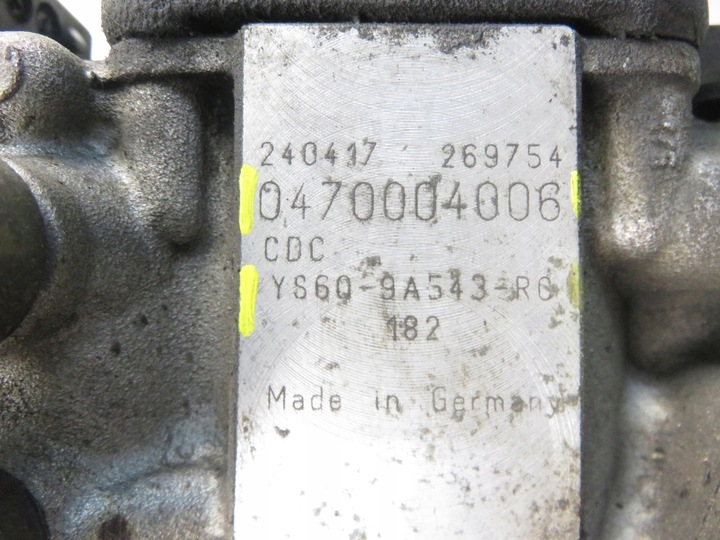 240417 269754
0470004006
CDC
YS6Q-9A543-RG
182
Made in Germany